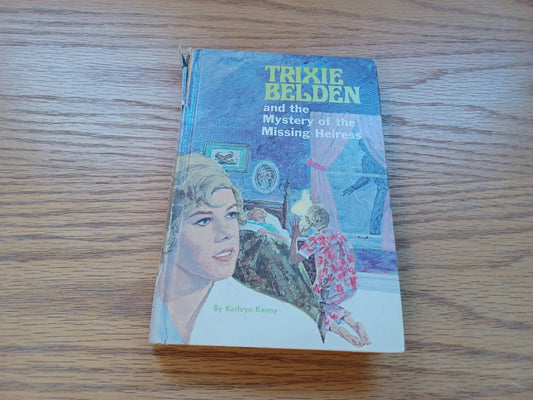 TRIXIE
BELDEN
and the
Mystery of the
Missing Heiress
By Kathryn Kenny